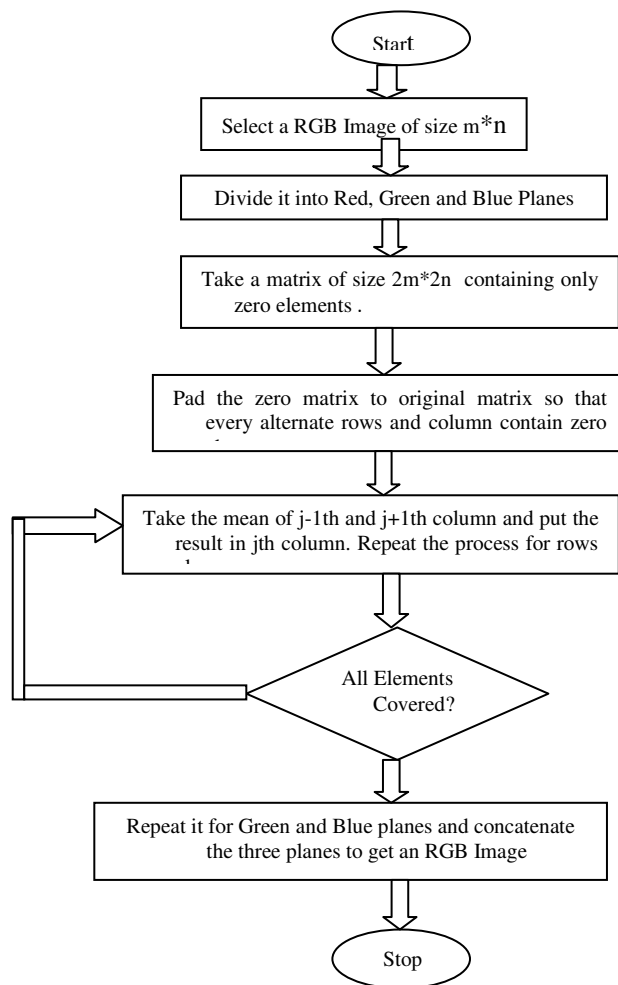 Start
Select a RGB Image of size m*n
Divide it into Red, Green and Blue Planes
Take a matrix of size 2m*2n containing only
zero elements .
Pad the zero matrix to original matrix so that
every alternate rows and column contain zero
Take the mean of j-1th and j+1th column and put the
result in jth column. Repeat the process for rows
All Elements
Covered?
Repeat it for Green and Blue planes and concatenate
the three planes to get an RGB Image
Stop